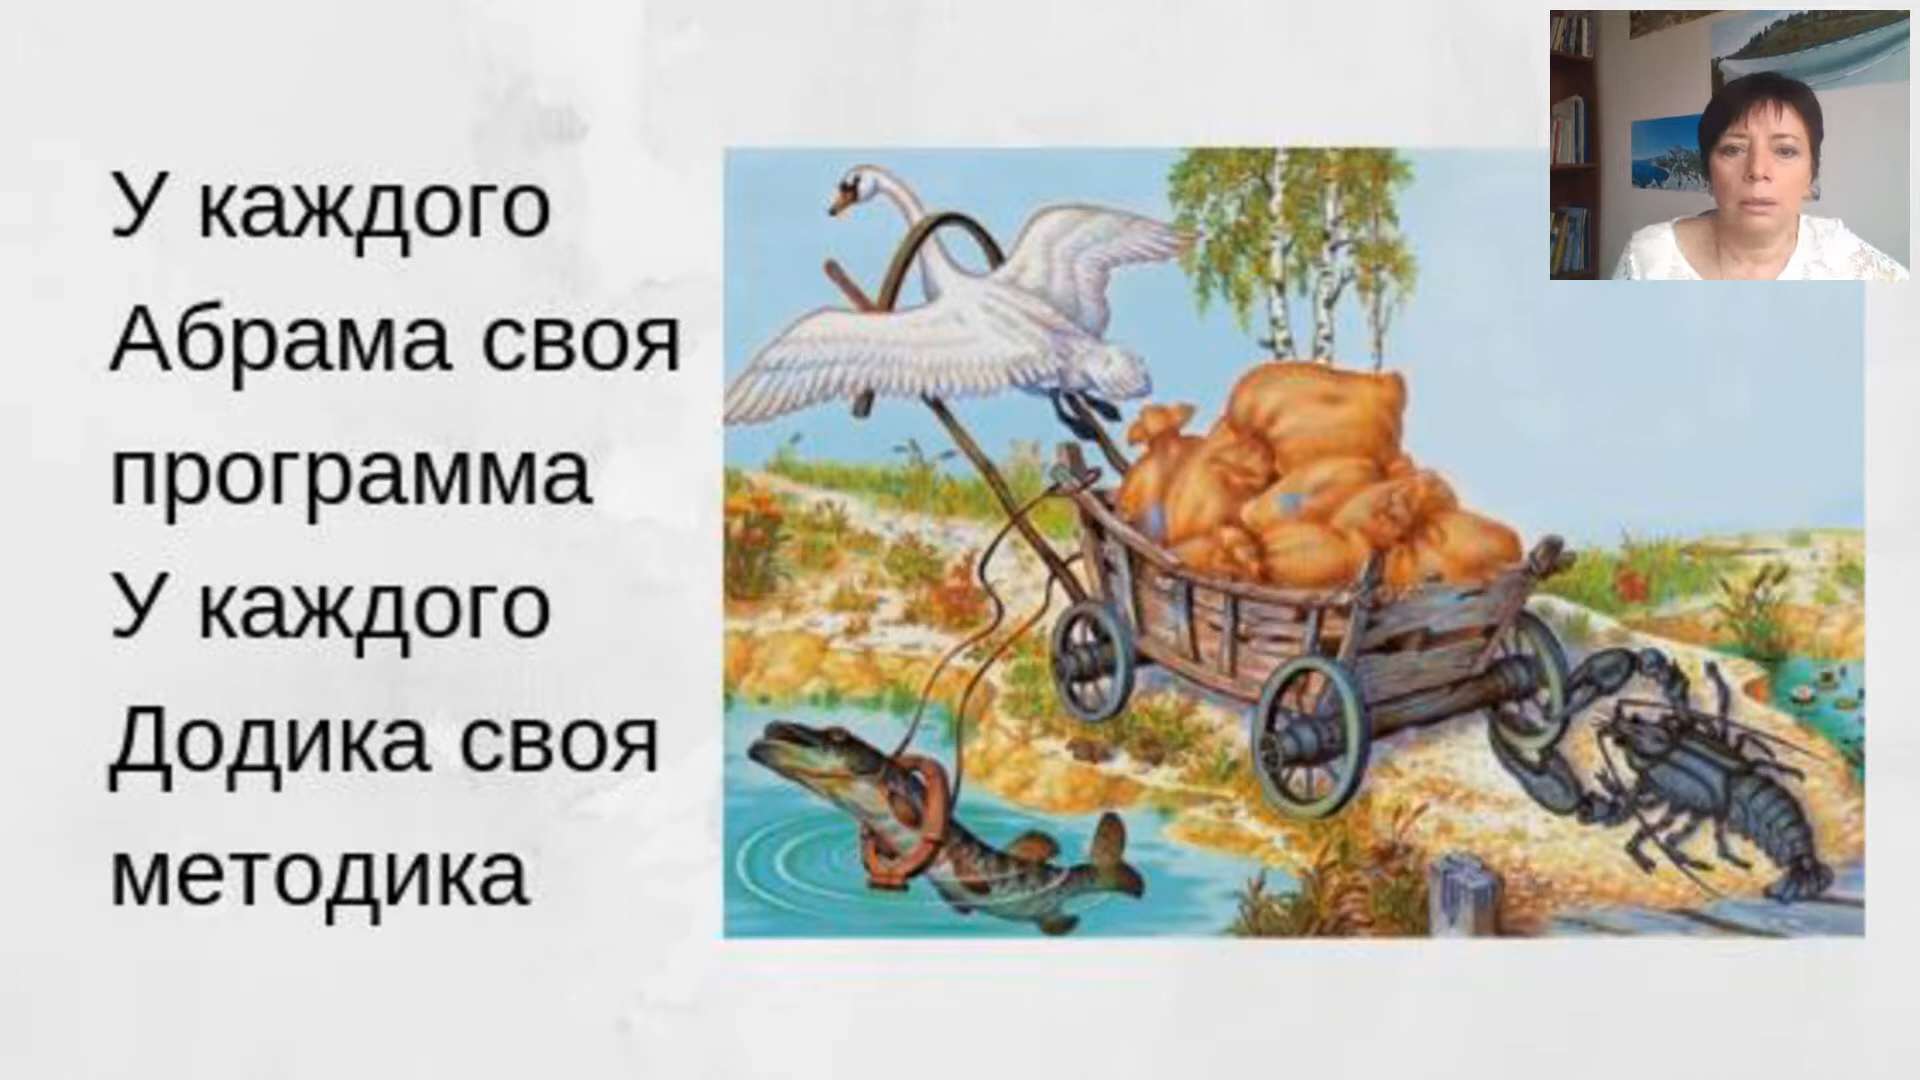 У каждого
Абрама своя
программа
У каждого
Додика своя
методика